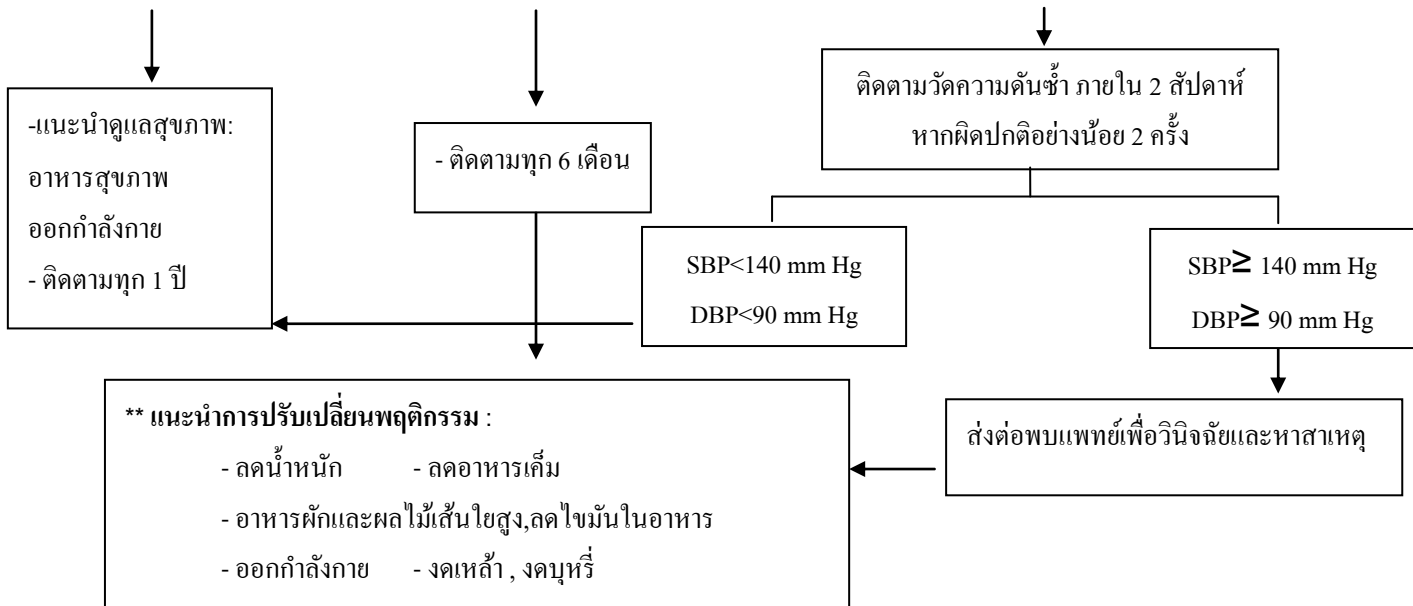 -แนะนำดูแลสุขภาพ:
อาหารสุขภาพ
ออกกำลังกาย
- ติดตามทุก 1 ปี
- ติดตามทุก 6 เดือน
ติดตามวัดความดันซ้ำ ภายใน 2 สัปดาห์
หากผิดปกติอย่างน้อย 2 ครั้ง
SBP<140 mm Hg
DBP<90 mm Hg
SBP≥ 140 mm Hg
DBP≥ 90 mm Hg
ส่งต่อพบแพทย์เพื่อวินิจฉัยและหาสาเหตุ
** แนะนำการปรับเปลี่ยนพฤติกรรม :
- ลดน้ำหนัก - ลดอาหารเค็ม
- อาหารผักและผลไม้เส้นใยสูง,ลดไขมันในอาหาร
- ออกกำลังกาย - งดเหล้า , งดบุหรี่